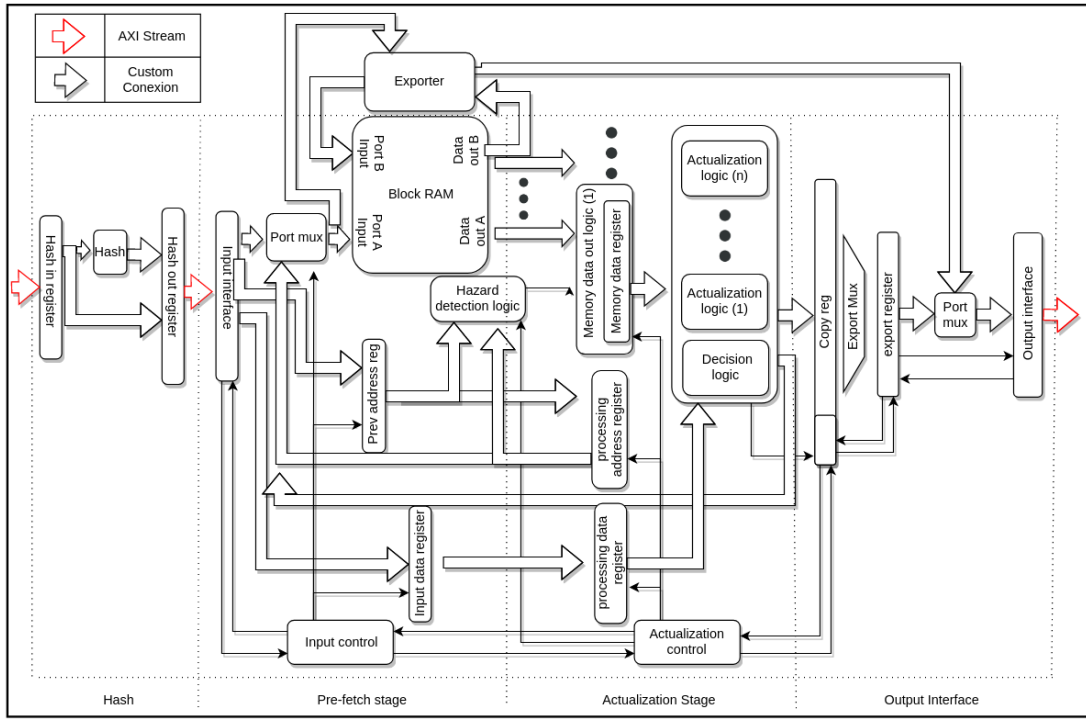 AXI Stream
Custom
Conexion
Exporter
Port B
Input
Data
out B
Block RAM
Port A
Input
Data
out A
Hash in register
Hash
Hash out register
Input interface
Port mux
Hazard
detection logic
Prev address reg
Input data register
Input control
Memory data out logic (1)
Memory data register
processing
address register
processing data
register
Actualization
control
Actualization
logic (n)
Actualization
logic (1)
Decision
logic
Copy reg
Export Mux
export register
Port
mux
Output interface
Hash
Pre-fetch stage
Actualization Stage
Output Interface